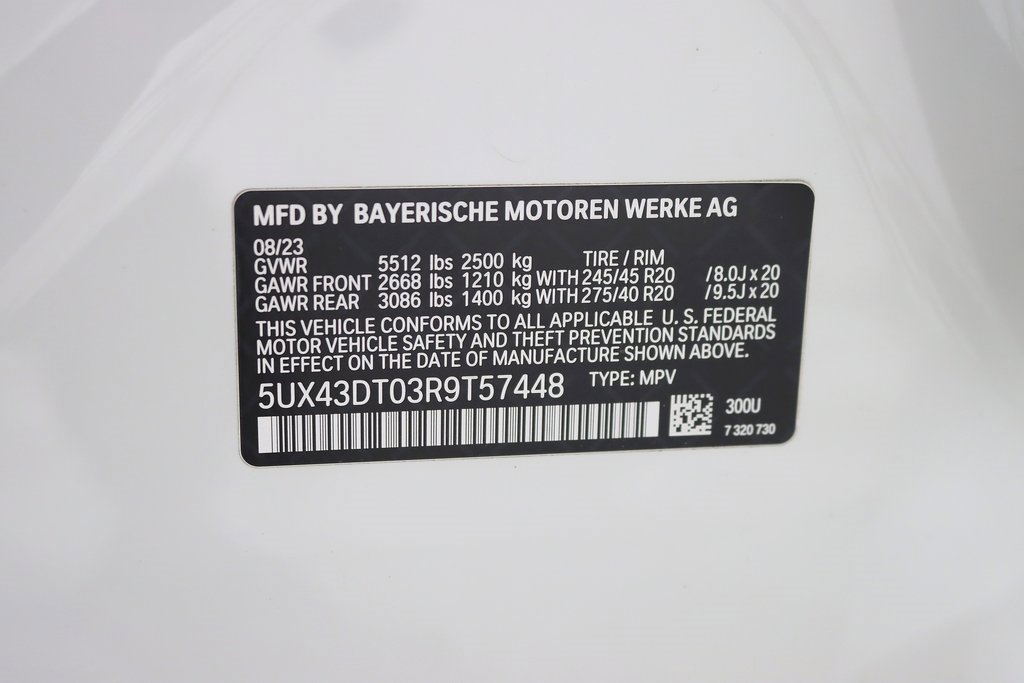 MFD BY BAYERISCHE MOTOREN WERKE AG
08/23
GVWR 5512 lbs 2500 kg TIRE / RIM
GAWR FRONT 2668 lbs 1210 kg WITH 245/45 R20 /8.0J x 20
GAWR REAR 3086 lbs 1400 kg WITH 275/40 R20 /9.5J x 20
THIS VEHICLE CONFORMS TO ALL APPLICABLE U. S. FEDERAL
MOTOR VEHICLE SAFETY AND THEFT PREVENTION STANDARDS
IN EFFECT ON THE DATE OF MANUFACTURE SHOWN ABOVE.
5UX43DT03R9T57448 TYPE: MPV
300U
7 320 730